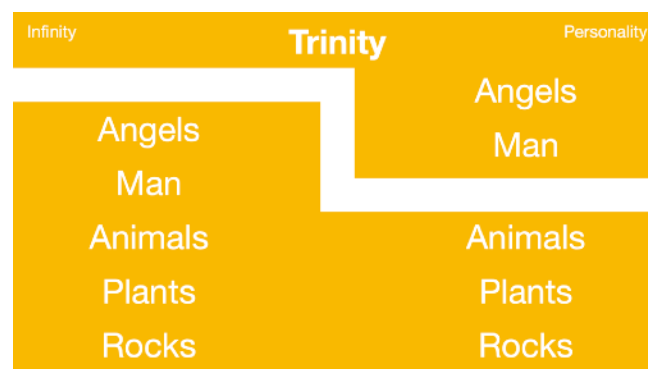 Infinity
Trinity
Personality
Angels
Man
Animals
Plants
Rocks
Angels
Man
Animals
Plants
Rocks